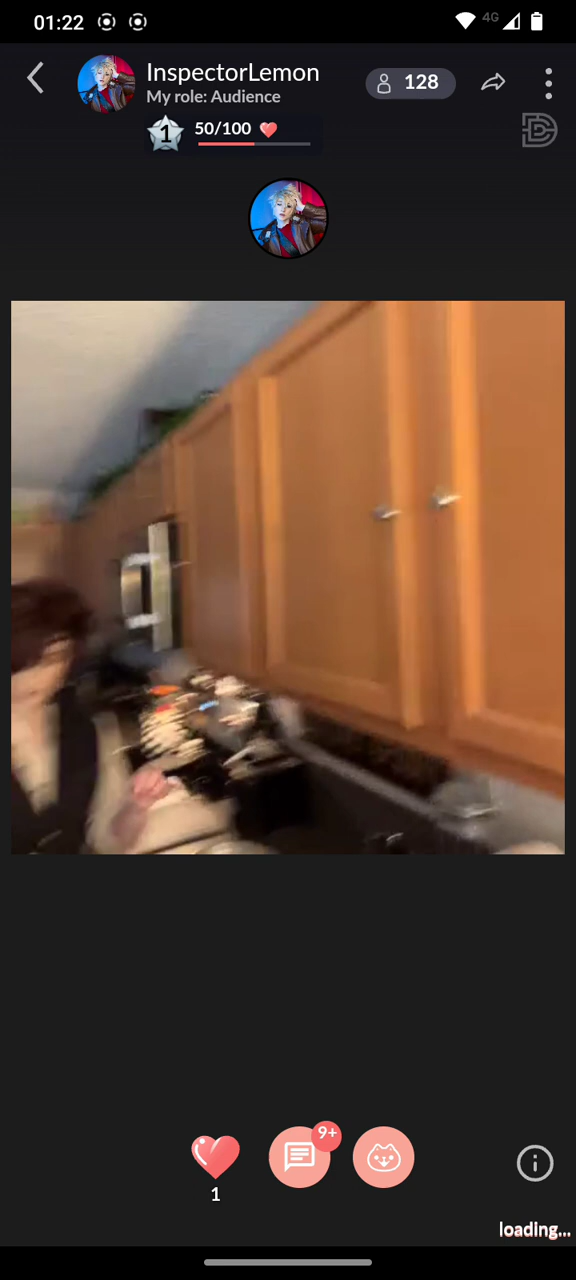 01:22
4G
InspectorLemon
128
My role: Audience
1
50/100
9+
1
loading...